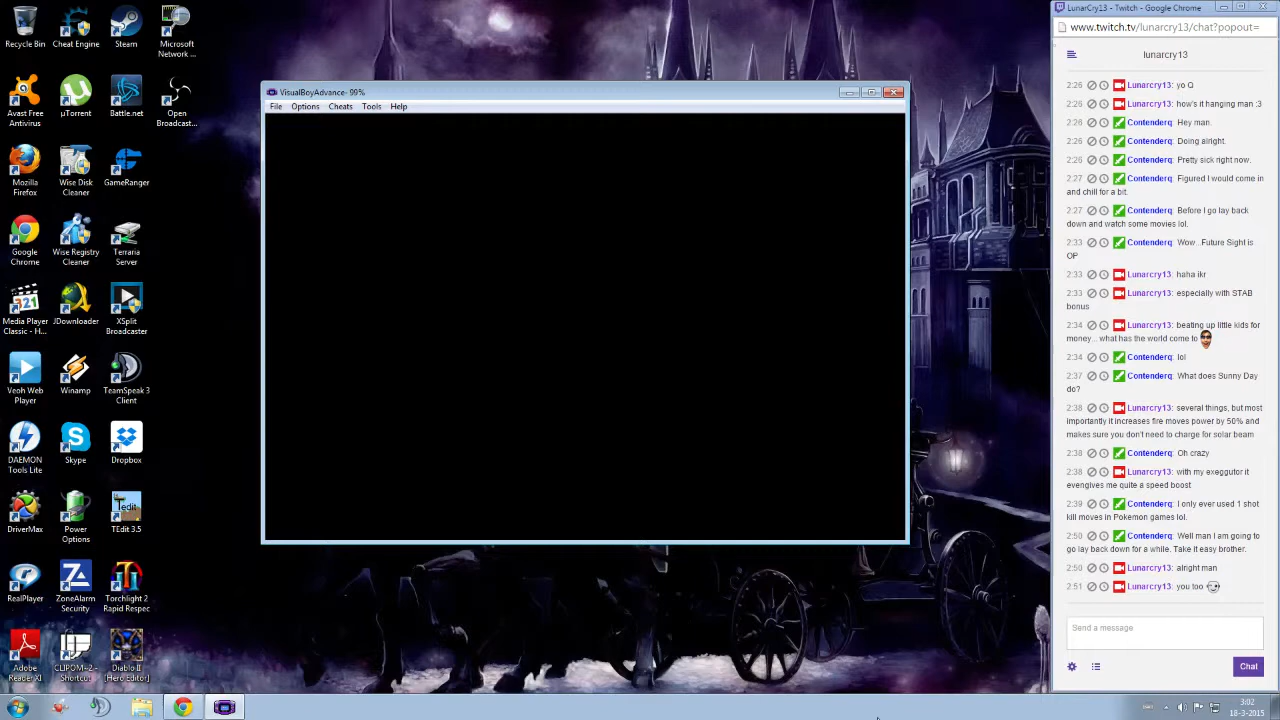 Recycle Bin
Cheat Engine
Steam
Microsoft
Network ...
Avast Free
Antivirus
µTorrent
Battle.net
Open
Broadcast...
Mozilla
Firefox
Wise Disk
Cleaner
GameRanger
Google
Chrome
Wise Registry
Cleaner
Terraria
Server
321
Media Player
Classic - H...
JDownloader
XSplit
Broadcaster
Veoh Web
Player
Winamp
TeamSpeak 3
Client
DAEMON
Tools Lite
Skype
Dropbox
DriverMax
Power
Options
Tedit
TEdit 3.5
RealPlayer
ZoneAlarm
Security
Torchlight 2
Rapid Respec
Adobe
Reader XI
CLIPOM~2 -
Shortcut
Diablo II
[Hero Editor]
VisualBoyAdvance- 99%
File Options Cheats Tools Help
LunarCry13 - Twitch - Google Chrome
www.twitch.tv/lunarcry13/chat?popout=
lunarcry13
2:26 Lunarcry13: yo Q
2:26 Lunarcry13: how's it hanging man :3
2:26 Contenderq: Hey man.
2:26 Contenderq: Doing alright.
2:26 Contenderq: Pretty sick right now.
2:27 Contenderq: Figured I would come in
and chill for a bit.
2:27 Contenderq: Before I go lay back
down and watch some movies lol.
2:33 Contenderq: Wow...Future Sight is
OP
2:33 Lunarcry13: haha ikr
2:33 Lunarcry13: especially with STAB
bonus
2:34 Lunarcry13: beating up little kids for
money... what has the world come to
2:34 Contenderq: lol
2:37 Contenderq: What does Sunny Day
do?
2:38 Lunarcry13: several things, but most
importantly it increases fire moves power by 50% and
makes sure you don't need to charge for solar beam
2:38 Contenderq: Oh crazy
2:38 Lunarcry13: with my exeggutor it
evengives me quite a speed boost
2:39 Contenderq: I only ever used 1 shot
kill moves in Pokemon games lol.
2:50 Contenderq: Well man I am going to
go lay back down for a while. Take it easy brother.
2:50 Lunarcry13: alright man
2:51 Lunarcry13: you too
Send a message
Chat
3:02
18-3-2015